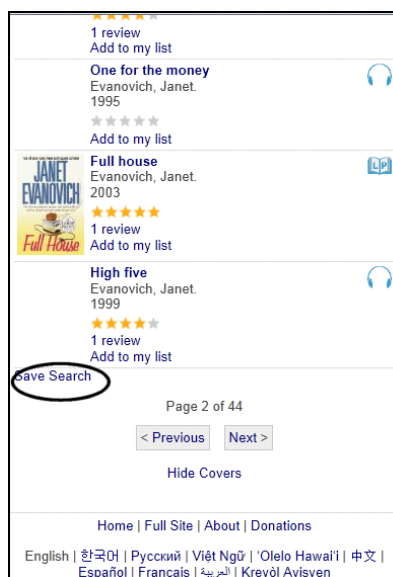 1 review
Add to my list
One for the money
Evanovich, Janet.
1995
Add to my list
JANET
EVANOVICH
Full House
Full house
Evanovich, Janet.
2003
LP
1 review
Add to my list
High five
Evanovich, Janet.
1999
1 review
Add to my list
Save Search
Page 2 of 44
< Previous
Next >
Hide Covers
Home | Full Site | About | Donations
English | 한국어 | Русский | Việt Ngữ | 'Olelo Hawai'i | 中文 |
Español | Français | العربية | Kreyòl Ayisyen